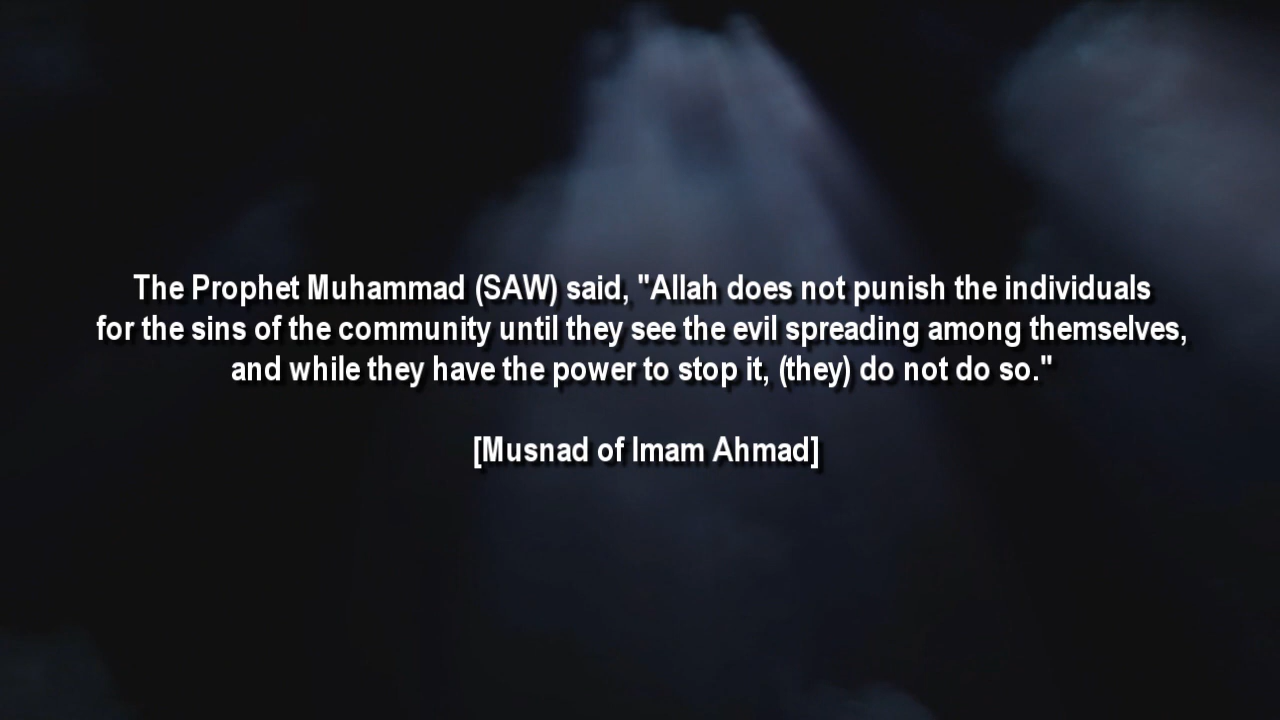 The Prophet Muhammad (SAW) said, "Allah does not punish the individuals
for the sins of the community until they see the evil spreading among themselves,
and while they have the power to stop it, (they) do not do so."
[Musnad of Imam Ahmad]